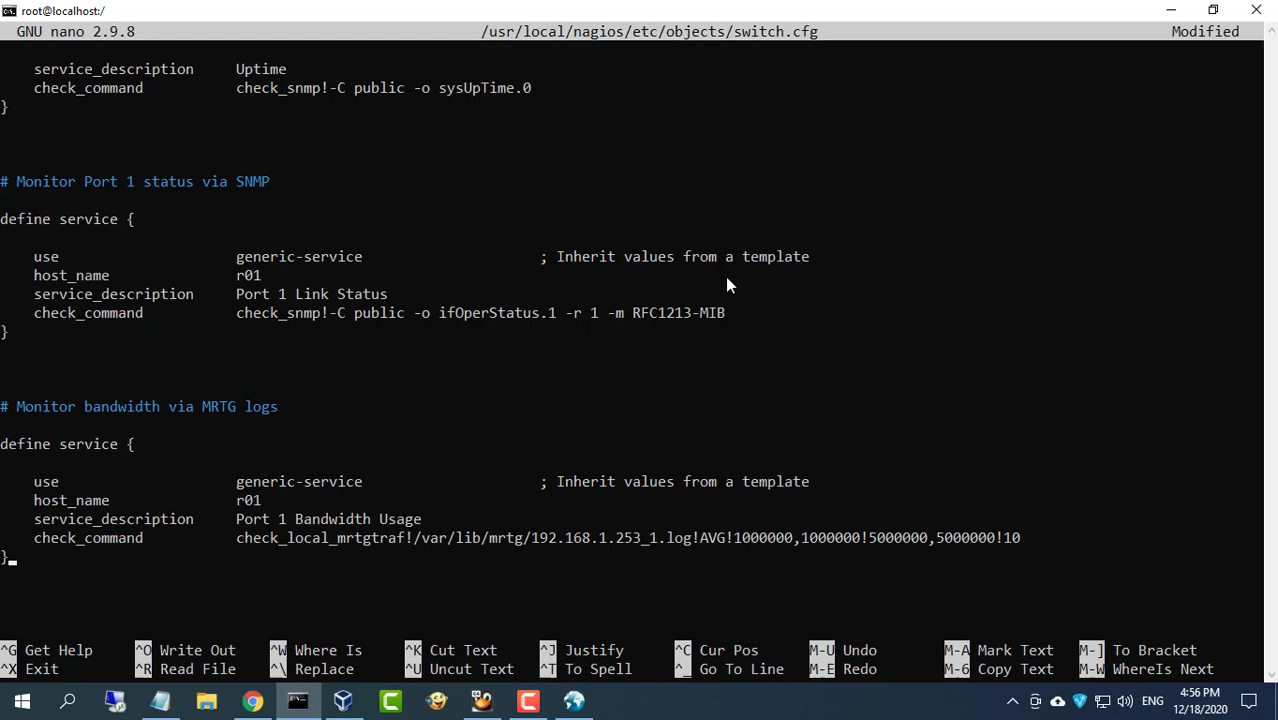 root@localhost:/
GNU nano 2.9.8 /usr/local/nagios/etc/objects/switch.cfg Modified
service_description Uptime
check_command check_snmp!-C public -o sysUpTime.0
}
# Monitor Port 1 status via SNMP
define service {
use generic-service ; Inherit values from a template
host_name r01
service_description Port 1 Link Status
check_command check_snmp!-C public -o ifOperStatus.1 -r 1 -m RFC1213-MIB
}
# Monitor bandwidth via MRTG logs
define service {
use generic-service ; Inherit values from a template
host_name r01
service_description Port 1 Bandwidth Usage
check_command check_local_mrtgtraf!/var/lib/mrtg/192.168.1.253_1.log!AVG!1000000,1000000!5000000,5000000!10
}
^G Get Help ^O Write Out ^W Where Is ^K Cut Text ^J Justify ^C Cur Pos M-U Undo M-A Mark Text M-] To Bracket
^X Exit ^R Read File ^\ Replace ^U Uncut Text ^T To Spell ^_ Go To Line M-E Redo M-6 Copy Text M-W WhereIs Next
ENG
4:56 PM
12/18/2020